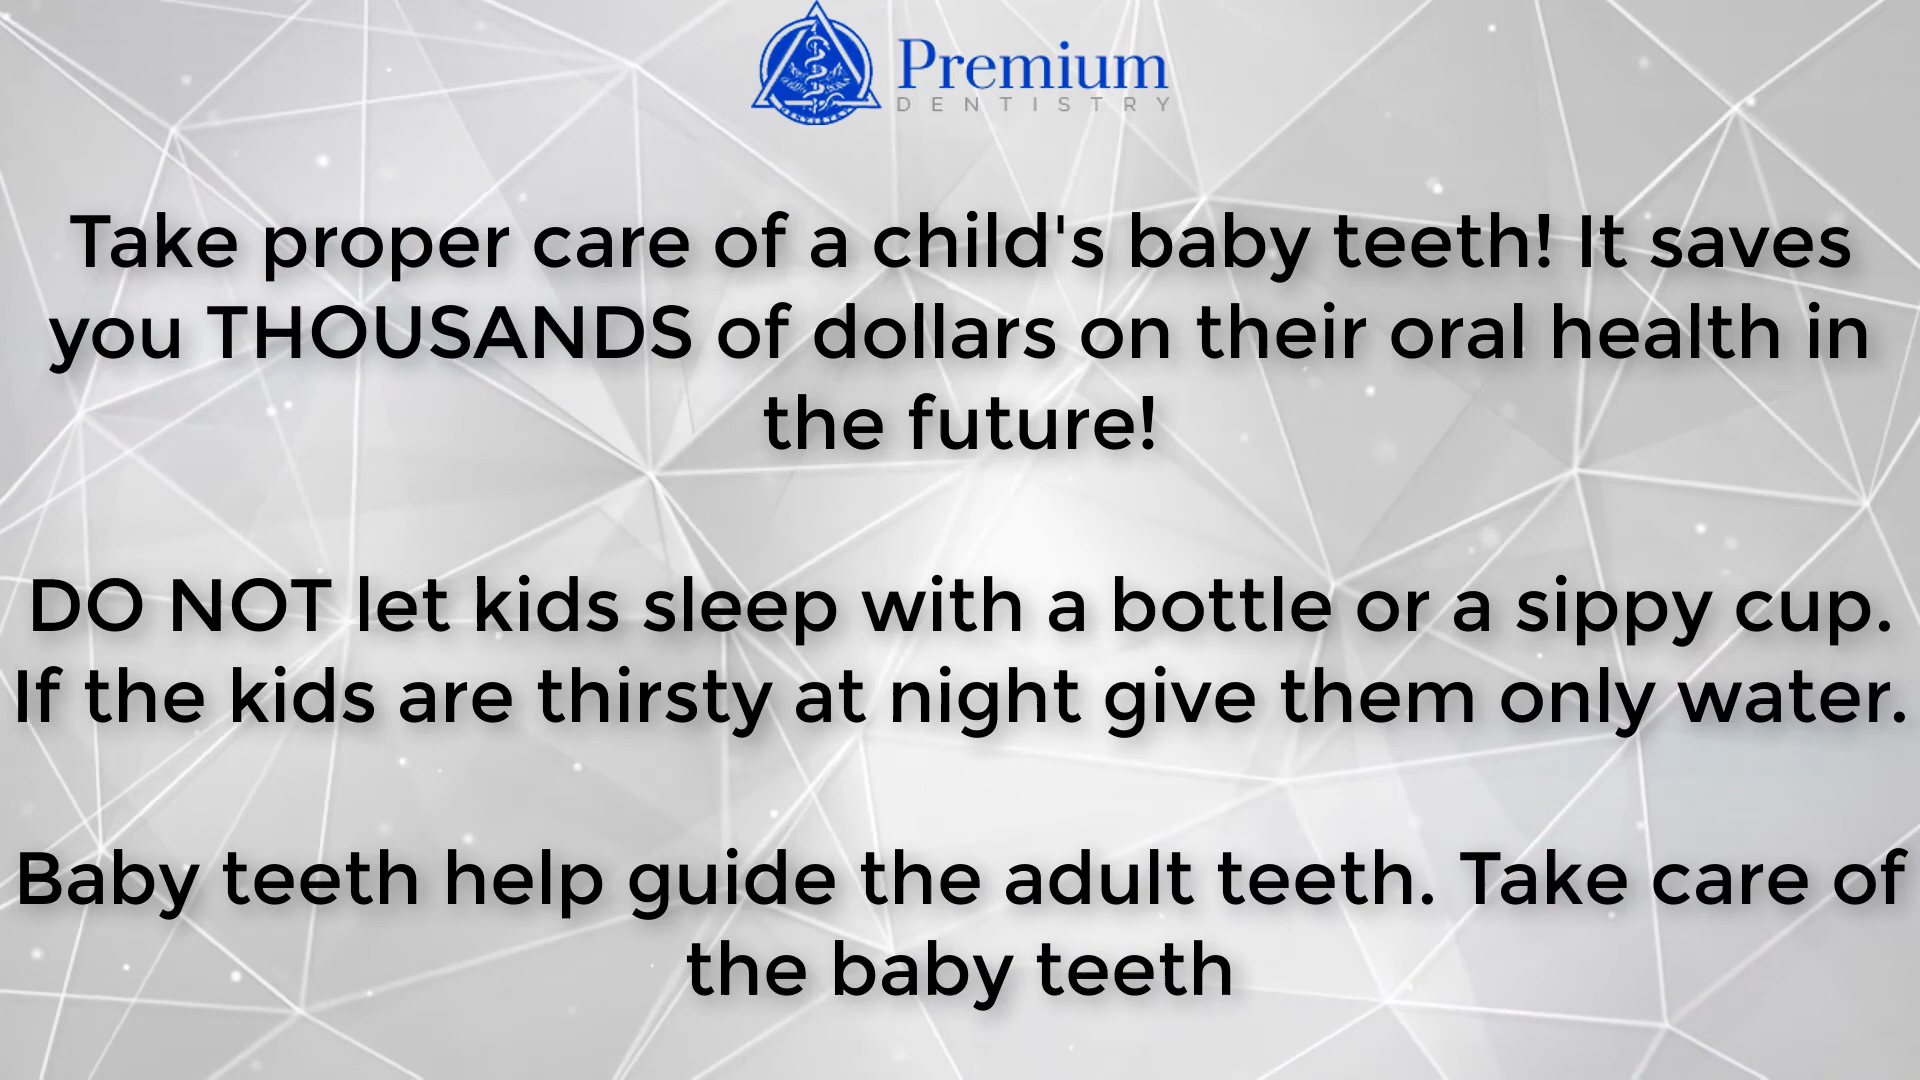 Premium
DENTISTRY
Take proper care of a child's baby teeth! It saves
you THOUSANDS of dollars on their oral health in
the future!
DO NOT let kids sleep with a bottle or a sippy cup.
If the kids are thirsty at night give them only water.
Baby teeth help guide the adult teeth. Take care of
the baby teeth